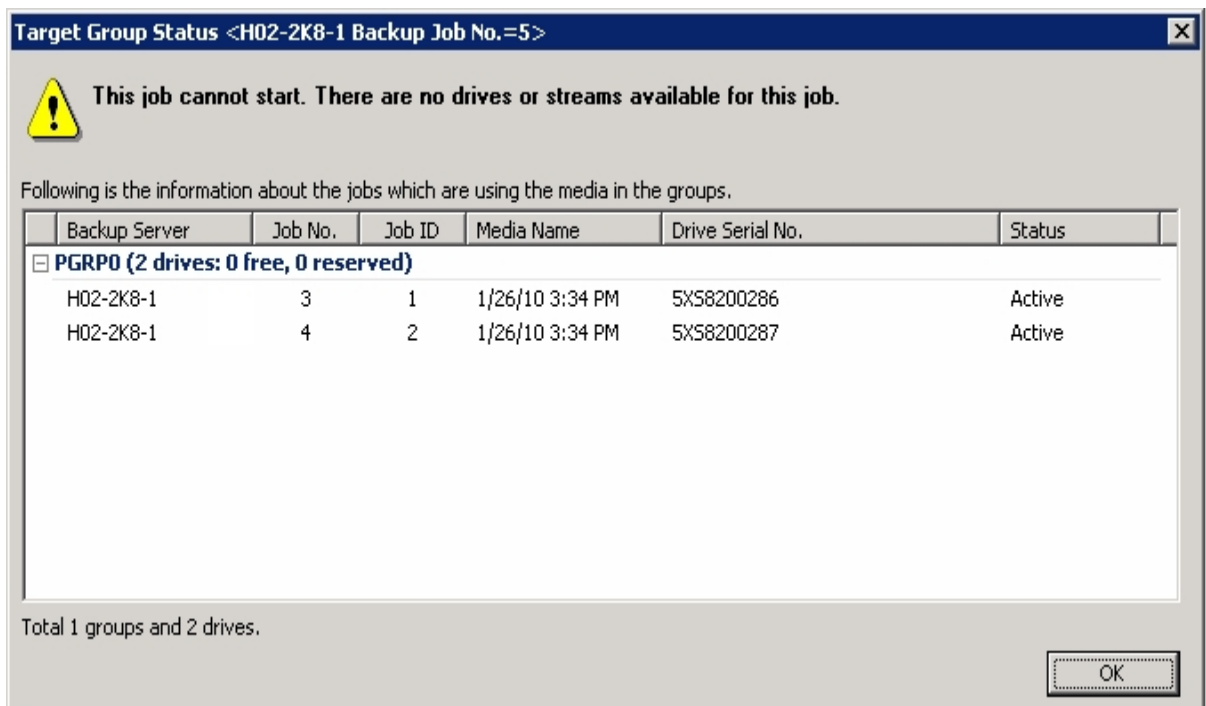 Target Group Status <H02-2K8-1 Backup Job No.=5>
This job cannot start. There are no drives or streams available for this job.
Following is the information about the jobs which are using the media in the groups.
Backup Server Job No. Job ID Media Name Drive Serial No. Status
PGRP0 (2 drives: 0 free, 0 reserved)
H02-2K8-1 3 1 1/26/10 3:34 PM 5XS8200286 Active
H02-2K8-1 4 2 1/26/10 3:34 PM 5XS8200287 Active
Total 1 groups and 2 drives.
OK